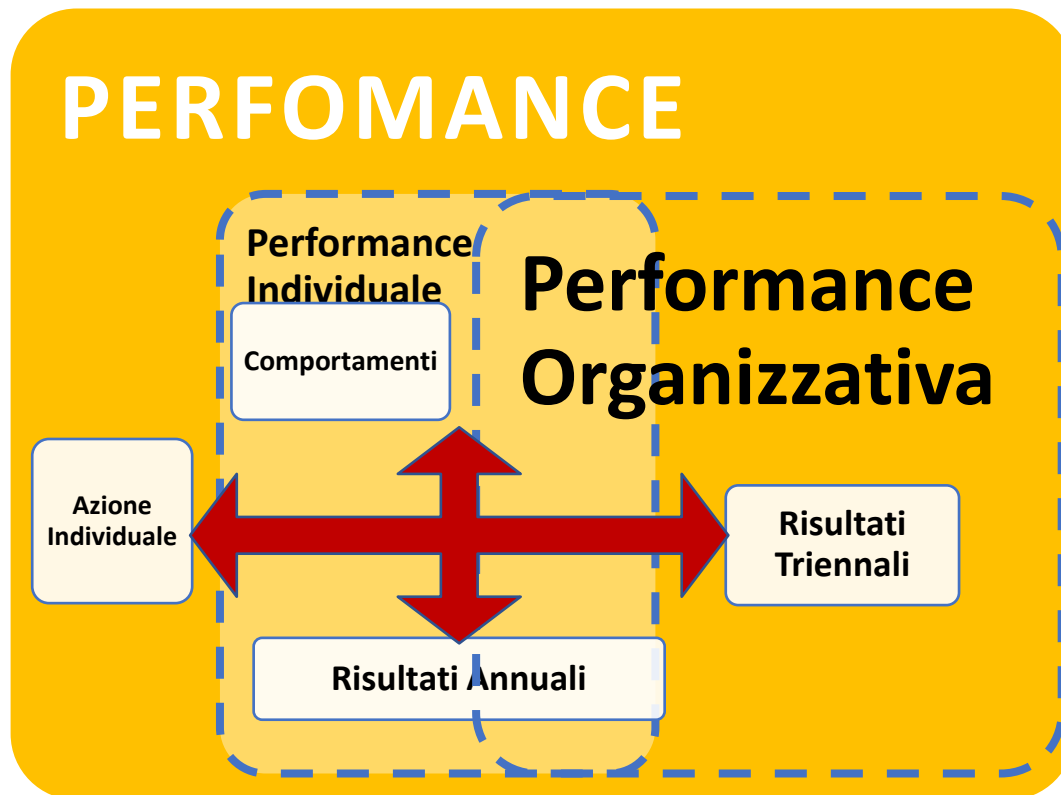 PERFOMANCE
Performance
Individuale
Performance
Organizzativa
Comportamenti
Azione
Individuale
Risultati
Triennali
Risultati Annuali